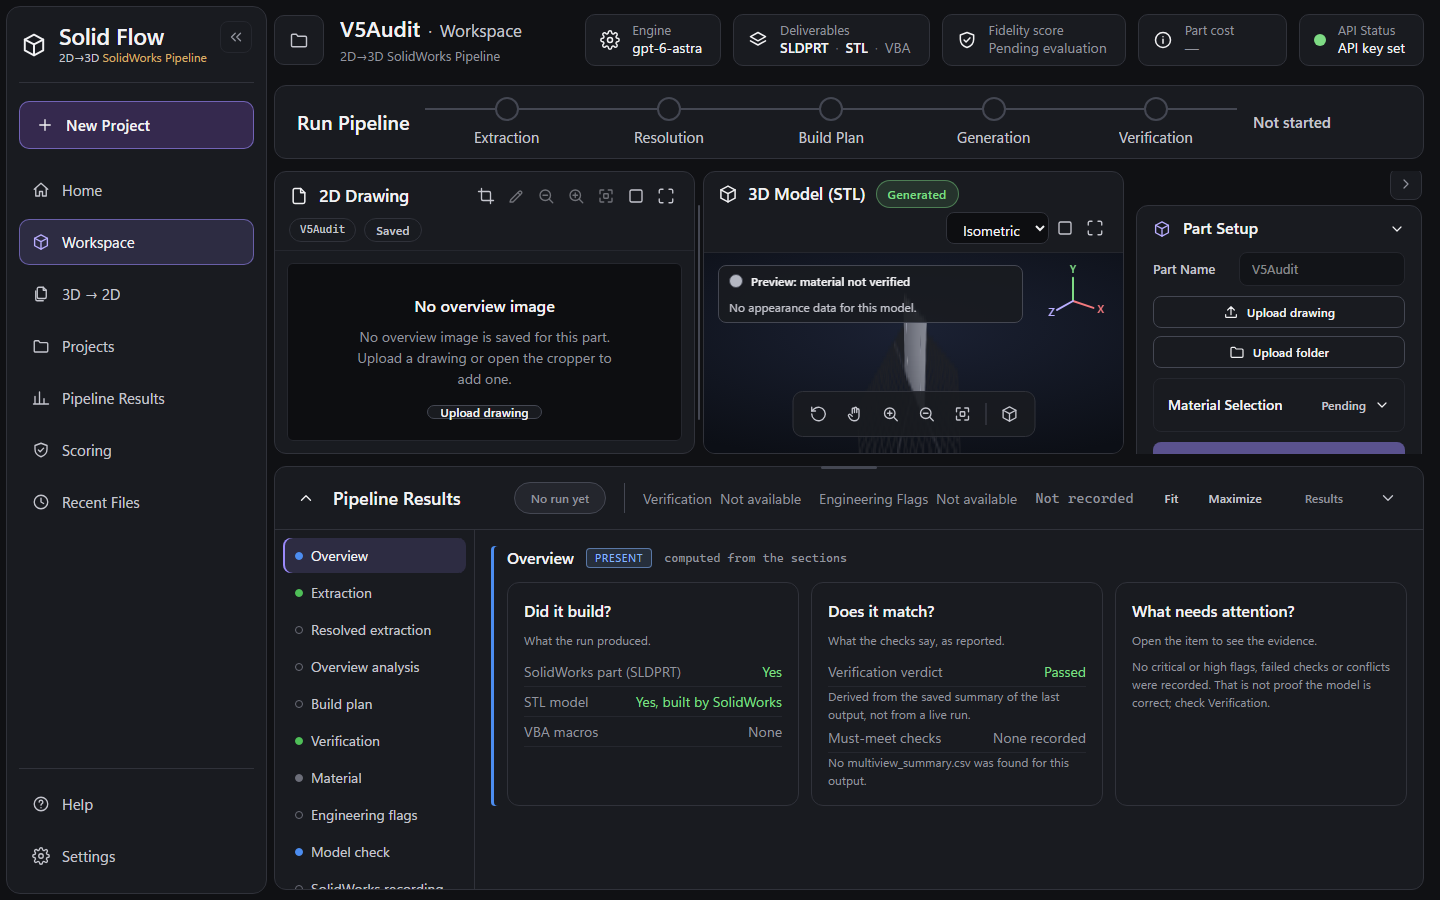 Solid Flow
2D→3D SolidWorks Pipeline
New Project
Home
Workspace
3D → 2D
Projects
Pipeline Results
Scoring
Recent Files
Help
Settings
V5Audit · Workspace
2D→3D SolidWorks Pipeline
Engine
gpt-6-astra
Deliverables
SLDPRT · STL · VBA
Fidelity score
Pending evaluation
Part cost
—
API Status
API key set
Run Pipeline
Extraction
Resolution
Build Plan
Generation
Verification
Not started
2D Drawing
V5Audit
Saved
No overview image
No overview image is saved for this part.
Upload a drawing or open the cropper to
add one.
Upload drawing
3D Model (STL)
Generated
Isometric
Preview: material not verified
No appearance data for this model.
Y
X
Z
Part Setup
Part Name
V5Audit
Upload drawing
Upload folder
Material Selection
Pending
Pipeline Results
No run yet
Verification Not available
Engineering Flags Not available
Not recorded
Fit
Maximize
Results
Overview
Extraction
Resolved extraction
Overview analysis
Build plan
Verification
Material
Engineering flags
Model check
SolidWorks recording
Overview
PRESENT
computed from the sections
Did it build?
What the run produced.
SolidWorks part (SLDPRT) Yes
STL model Yes, built by SolidWorks
VBA macros None
Does it match?
What the checks say, as reported.
Verification verdict Passed
Derived from the saved summary of the last
output, not from a live run.
Must-meet checks None recorded
No multiview_summary.csv was found for this
output.
What needs attention?
Open the item to see the evidence.
No critical or high flags, failed checks or conflicts
were recorded. That is not proof the model is
correct; check Verification.